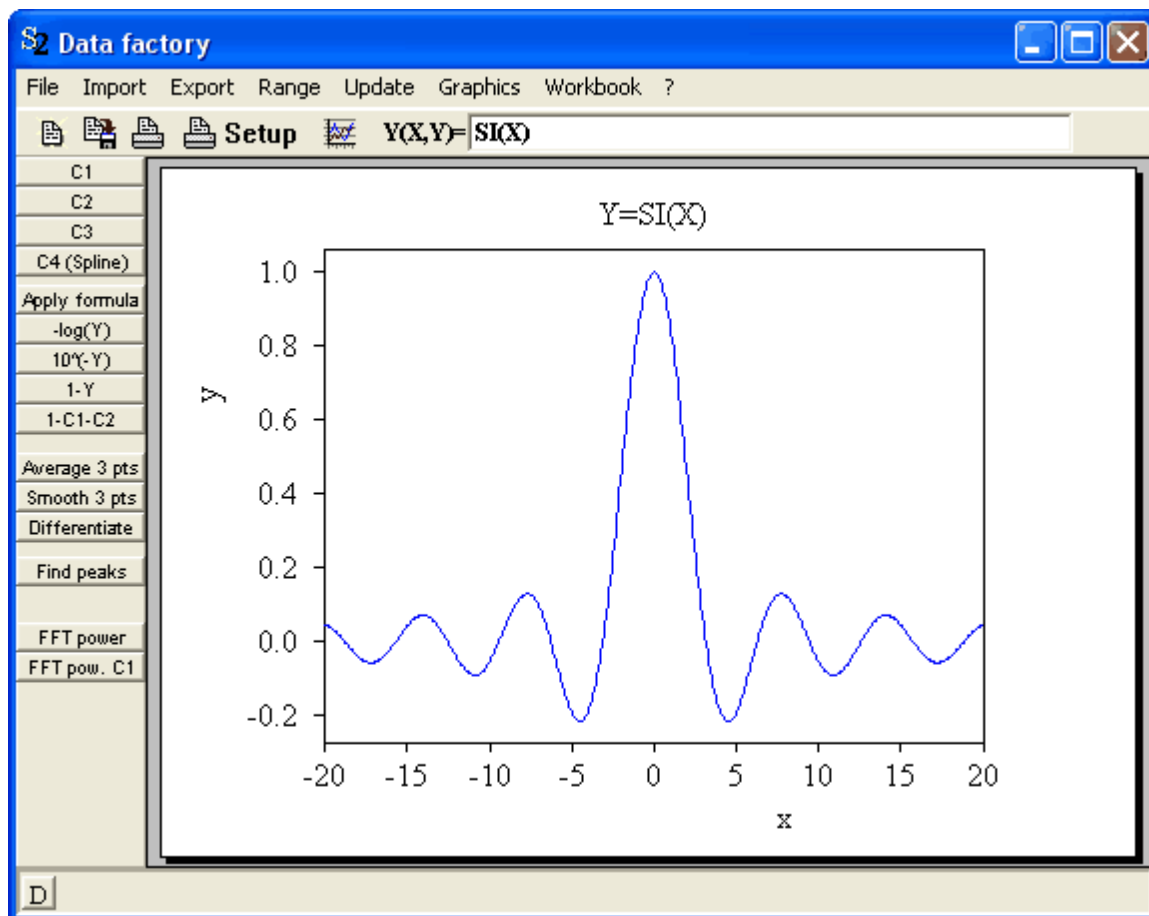 S2 Data factory
File Import Export Range Update Graphics Workbook ?
Setup Y(X,Y)= SI(X)
C1
C2
C3
C4 (Spline)
Apply formula
-log(Y)
10^(-Y)
1-Y
1-C1-C2
Average 3 pts
Smooth 3 pts
Differentiate
Find peaks
FFT power
FFT pow. C1
Y=SI(X)
1.0
0.8
y
0.6
0.4
0.2
0.0
-0.2
-20 -15 -10 -5 0 5 10 15 20
x
D